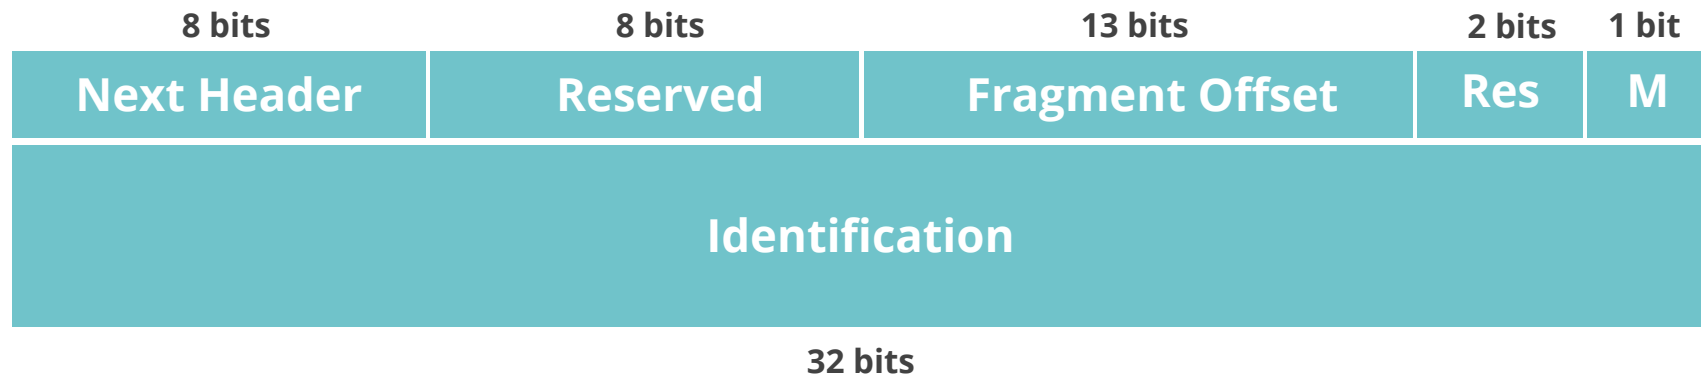 8 bits 8 bits 13 bits 2 bits 1 bit
Next Header Reserved Fragment Offset Res M
Identification
32 bits